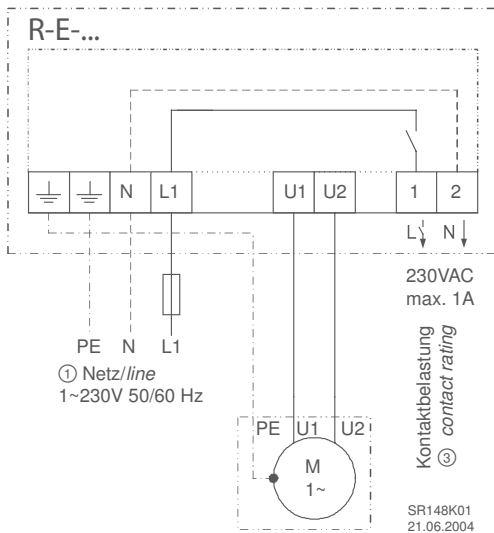 R-E-...
N L1 U1 U2 1 2
L N
230VAC
max. 1A
PE N L1
① Netz/line
1~230V 50/60 Hz
Kontaktbelastung
③ contact rating
PE U1 U2
M
1~
SR148K01
21.06.2004